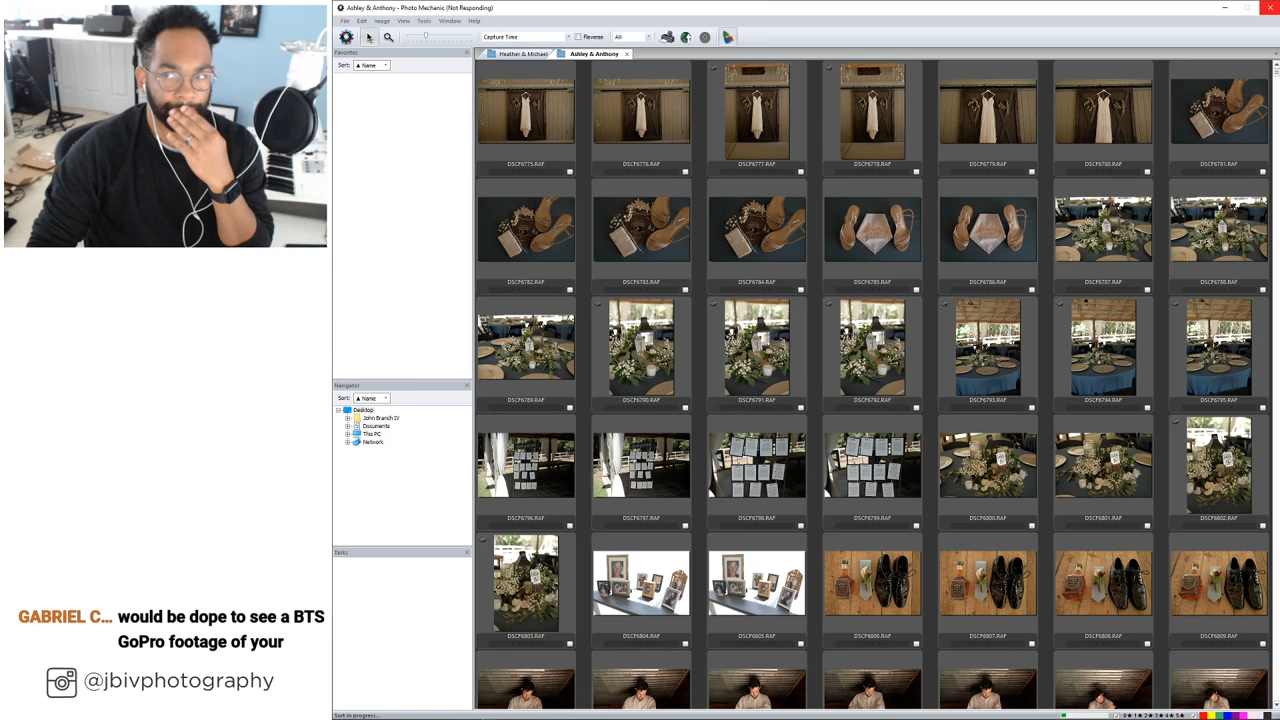 Ashley & Anthony - Photo Mechanic (Not Responding)
File Edit Image View Tools Window Help
Capture Time Reverse All
Favorites
Heather & Michael Ashley & Anthony
Sort: ▲ Name
DSCF6775.RAF DSCF6776.RAF DSCF6777.RAF DSCF6778.RAF DSCF6779.RAF DSCF6780.RAF DSCF6781.RAF
DSCF6782.RAF DSCF6783.RAF DSCF6784.RAF DSCF6785.RAF DSCF6786.RAF DSCF6787.RAF DSCF6788.RAF
DSCF6789.RAF DSCF6790.RAF DSCF6791.RAF DSCF6792.RAF DSCF6793.RAF DSCF6794.RAF DSCF6795.RAF
Navigator
Sort: ▲ Name
Desktop
John Branch IV
Documents
This PC
Network
DSCF6796.RAF DSCF6797.RAF DSCF6798.RAF DSCF6799.RAF DSCF6800.RAF DSCF6801.RAF DSCF6802.RAF
Tasks
DSCF6803.RAF DSCF6804.RAF DSCF6805.RAF DSCF6806.RAF DSCF6807.RAF DSCF6808.RAF DSCF6809.RAF
GABRIEL C... would be dope to see a BTS
GoPro footage of your
@jbivphotography
Sort in progress...
0★ 1★ 2★ 3★ 4★ 5★